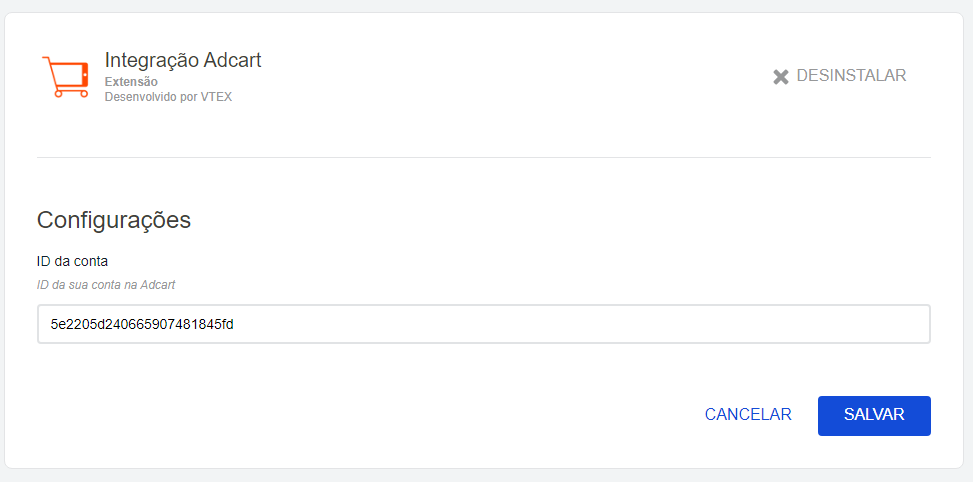 Integração Adcart
Extensão
Desenvolvido por VTEX
DESINSTALAR
Configurações
ID da conta
ID da sua conta na Adcart
5e2205d240665907481845fd
CANCELAR
SALVAR